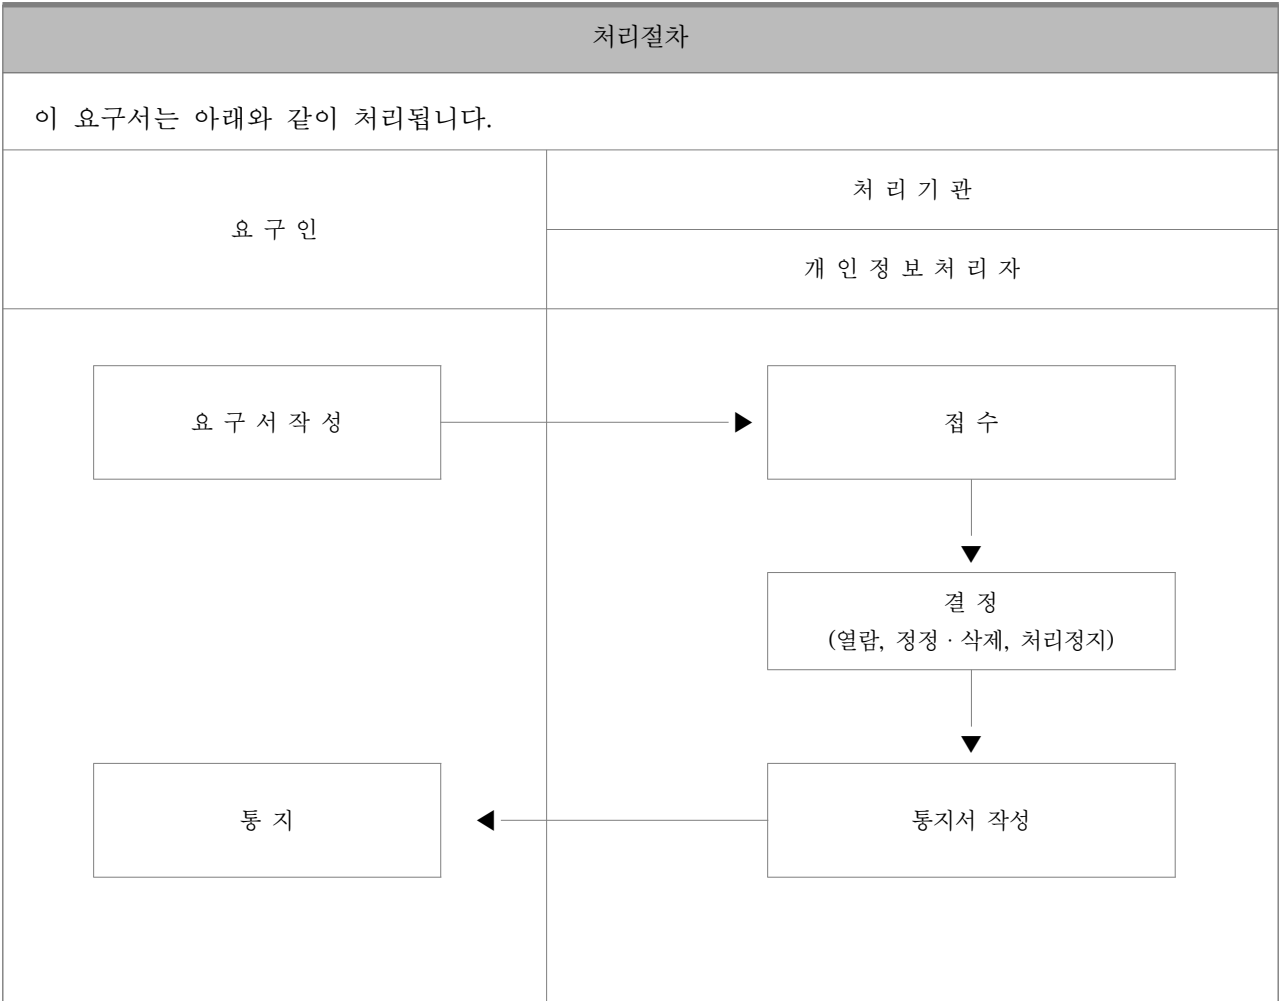 처리절차
이 요구서는 아래와 같이 처리됩니다.
요 구 인
처 리 기 관
개 인 정 보 처 리 자
요 구 서 작 성
접 수
결 정
(열람, 정정 · 삭제, 처리정지)
통 지
통지서 작성